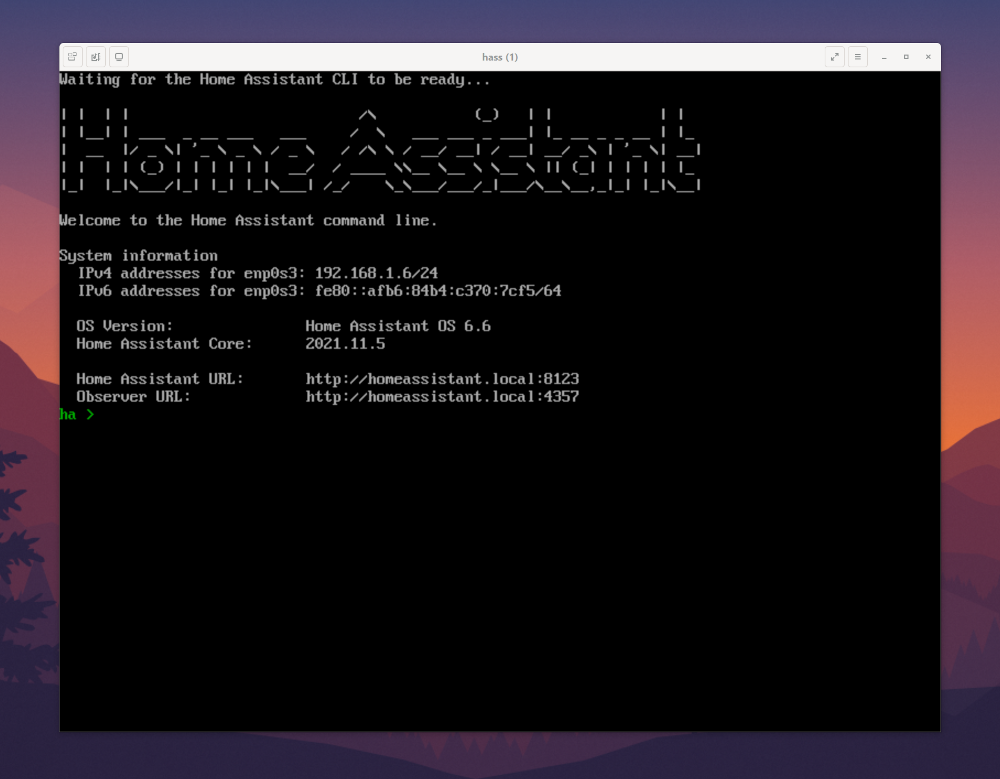 hass (1)
Waiting for the Home Assistant CLI to be ready...
Home Assistant
Welcome to the Home Assistant command line.
System information
IPv4 addresses for enp0s3: 192.168.1.6/24
IPv6 addresses for enp0s3: fe80::afb6:84b4:c370:7cf5/64
OS Version: Home Assistant OS 6.6
Home Assistant Core: 2021.11.5
Home Assistant URL: http://homeassistant.local:8123
Observer URL: http://homeassistant.local:4357
ha >